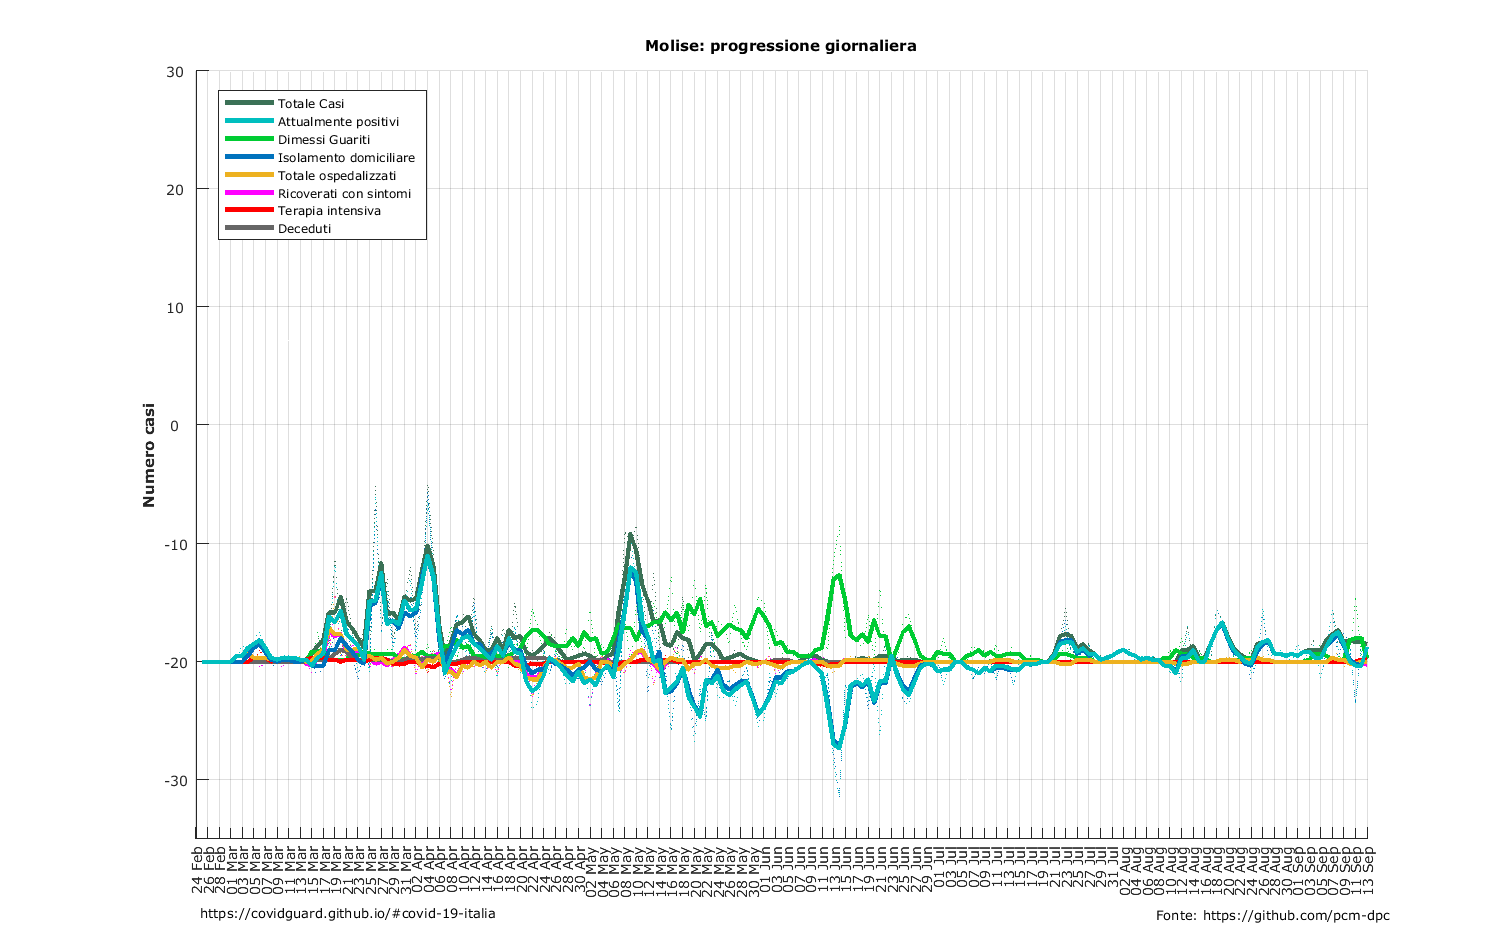 Molise: progressione giornaliera
30
20
10
0
-10
-20
-30
Numero casi
Totale Casi
Attualmente positivi
Dimessi Guariti
Isolamento domiciliare
Totale ospedalizzati
Ricoverati con sintomi
Terapia intensiva
Deceduti
24 Feb
26 Feb
28 Feb
01 Mar
03 Mar
05 Mar
07 Mar
09 Mar
11 Mar
13 Mar
15 Mar
17 Mar
19 Mar
21 Mar
23 Mar
25 Mar
27 Mar
29 Mar
31 Mar
02 Apr
04 Apr
06 Apr
08 Apr
10 Apr
12 Apr
14 Apr
16 Apr
18 Apr
20 Apr
22 Apr
24 Apr
26 Apr
28 Apr
30 Apr
02 May
04 May
06 May
08 May
10 May
12 May
14 May
16 May
18 May
20 May
22 May
24 May
26 May
28 May
30 May
01 Jun
03 Jun
05 Jun
07 Jun
09 Jun
11 Jun
13 Jun
15 Jun
17 Jun
19 Jun
21 Jun
23 Jun
25 Jun
27 Jun
29 Jun
01 Jul
03 Jul
05 Jul
07 Jul
09 Jul
11 Jul
13 Jul
15 Jul
17 Jul
19 Jul
21 Jul
23 Jul
25 Jul
27 Jul
29 Jul
31 Jul
02 Aug
04 Aug
06 Aug
08 Aug
10 Aug
12 Aug
14 Aug
16 Aug
18 Aug
20 Aug
22 Aug
24 Aug
26 Aug
28 Aug
30 Aug
01 Sep
03 Sep
05 Sep
07 Sep
09 Sep
11 Sep
13 Sep
https://covidguard.github.io/#covid-19-italia
Fonte: https://github.com/pcm-dpc